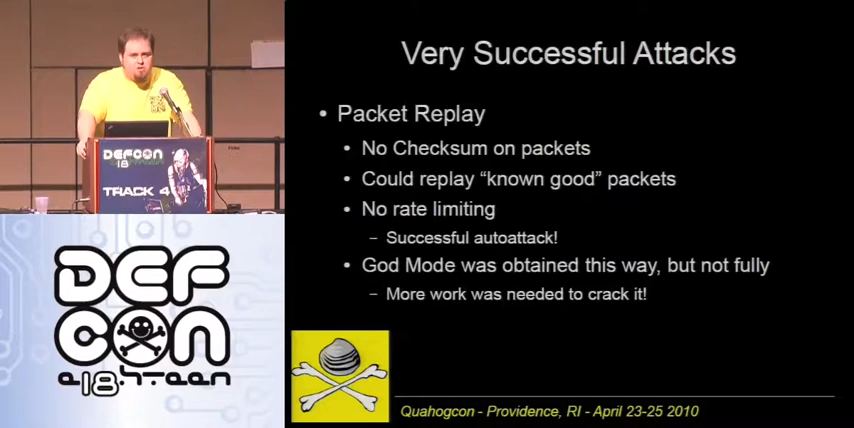 DEFCON
18
TRACK 4
DEF
CON
e18hteen
Very Successful Attacks
• Packet Replay
• No Checksum on packets
• Could replay “known good” packets
• No rate limiting
– Successful autoattack!
• God Mode was obtained this way, but not fully
– More work was needed to crack it!
Quahogcon - Providence, RI - April 23-25 2010